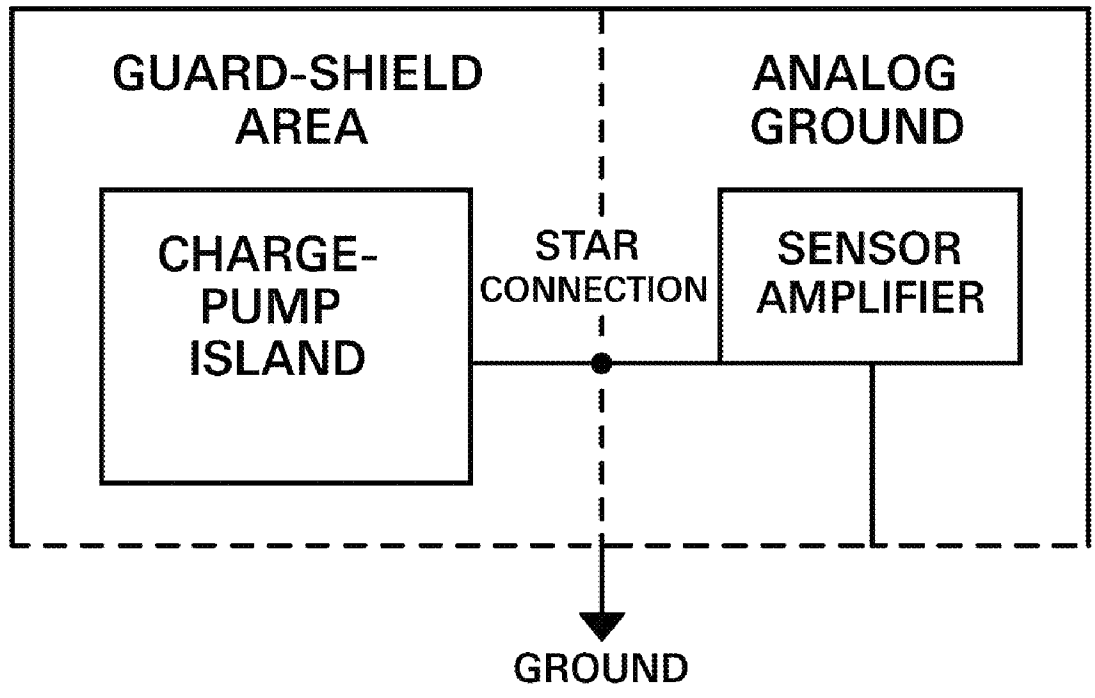 GUARD-SHIELD
AREA
ANALOG
GROUND
CHARGE-
PUMP
ISLAND
STAR
CONNECTION
SENSOR
AMPLIFIER
GROUND